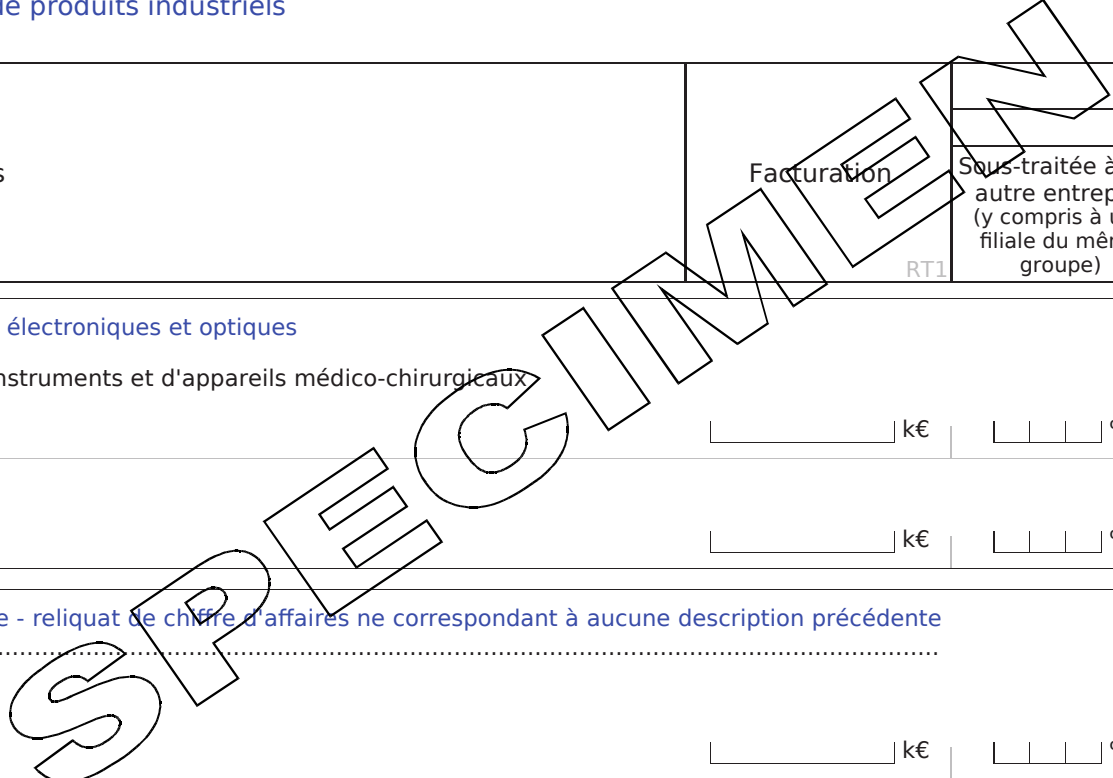 de produits industriels
s
Facturation
Sous-traitée à
autre entrep
(y compris à u
filiale du mêm
groupe)
RT1
électroniques et optiques
nstruments et d'appareils médico-chirurgicaux
k€
k€
e - reliquat de chiffre d'affaires ne correspondant à aucune description précédente
k€
SPECIMEN